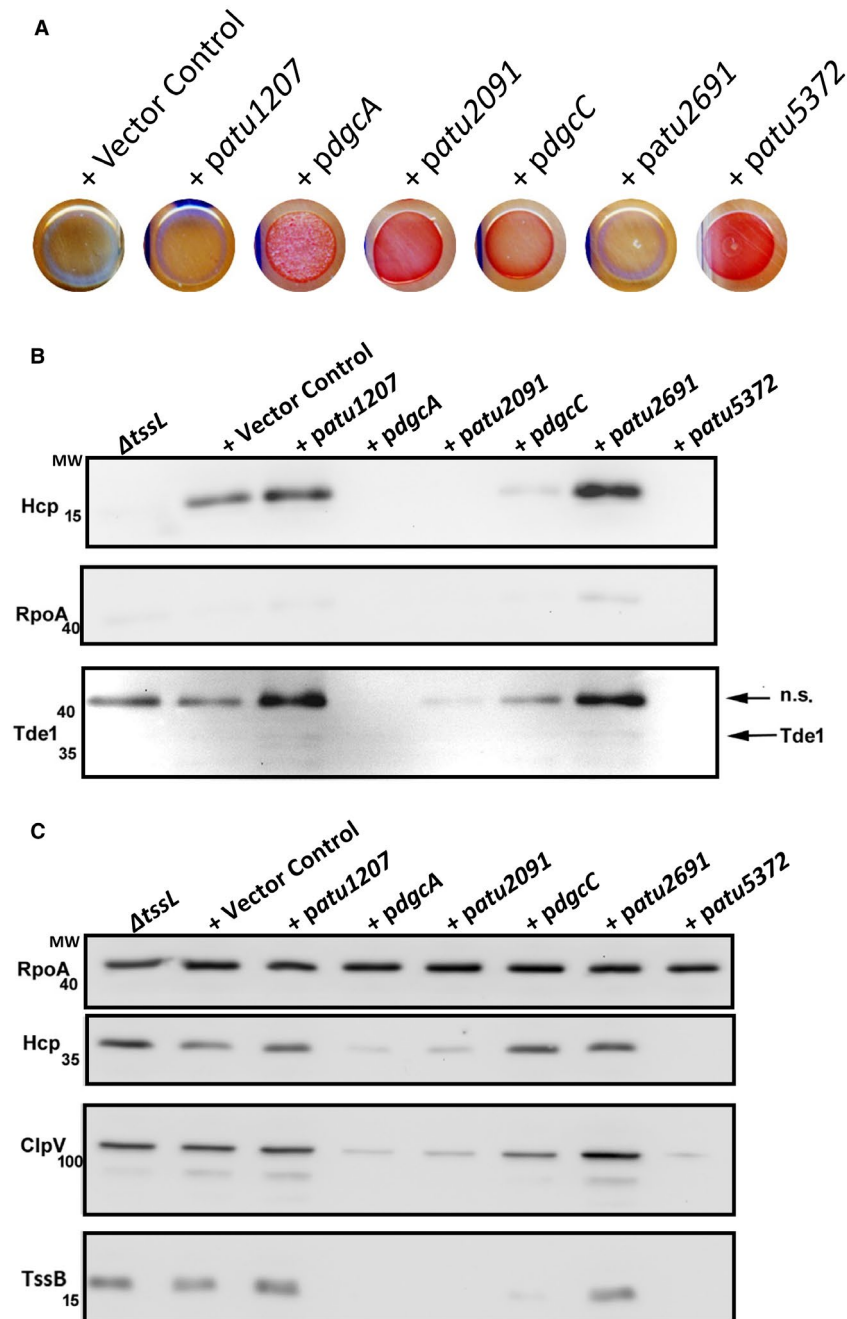 A
+ Vector Control
+ patu1207
+ pdgcA
+ patu2091
+ pdgcC
+ patu2691
+ patu5372
B
ΔtssL
+ Vector Control
+ patu1207
+ pdgcA
+ patu2091
+ pdgcC
+ patu2691
+ patu5372
MW
Hcp 15
RpoA 40
40
Tde1
35
n.s.
Tde1
C
ΔtssL
+ Vector Control
+ patu1207
+ pdgcA
+ patu2091
+ pdgcC
+ patu2691
+ patu5372
MW
RpoA 40
Hcp 35
ClpV 100
TssB 15